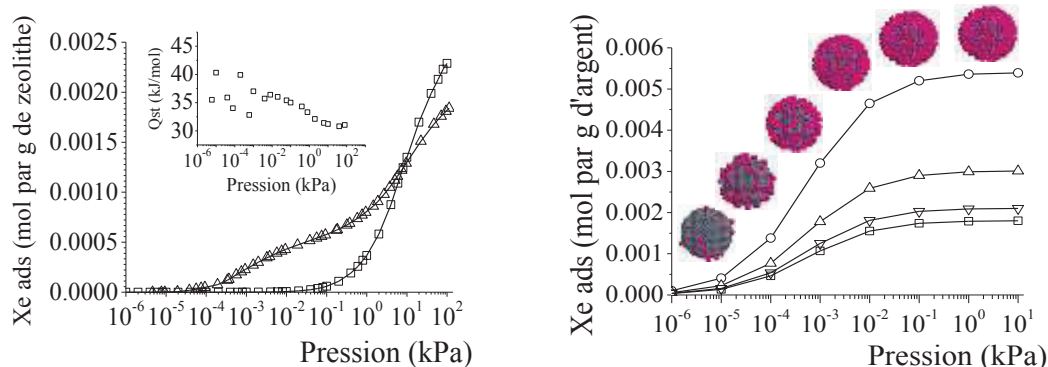 Xe ads (mol par g de zeolithe)
0.0025
0.0020
0.0015
0.0010
0.0005
0.0000
10⁻⁶ 10⁻⁵ 10⁻⁴ 10⁻³ 10⁻² 10⁻¹ 10⁰ 10¹ 10²
Pression (kPa)
Qst (kJ/mol)
45
40
35
30
10⁻⁶ 10⁻⁴ 10⁻² 10⁰ 10²
Pression (kPa)
Xe ads (mol par g d'argent)
0.006
0.005
0.004
0.003
0.002
0.001
0.000
10⁻⁶ 10⁻⁵ 10⁻⁴ 10⁻³ 10⁻² 10⁻¹ 10⁰ 10¹
Pression (kPa)